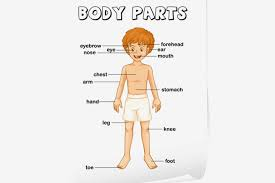 BODY PARTS
eyebrow
forehead
nose
eye
ear
mouth
chest
arm
stomach
hand
leg
knee
foot
toe